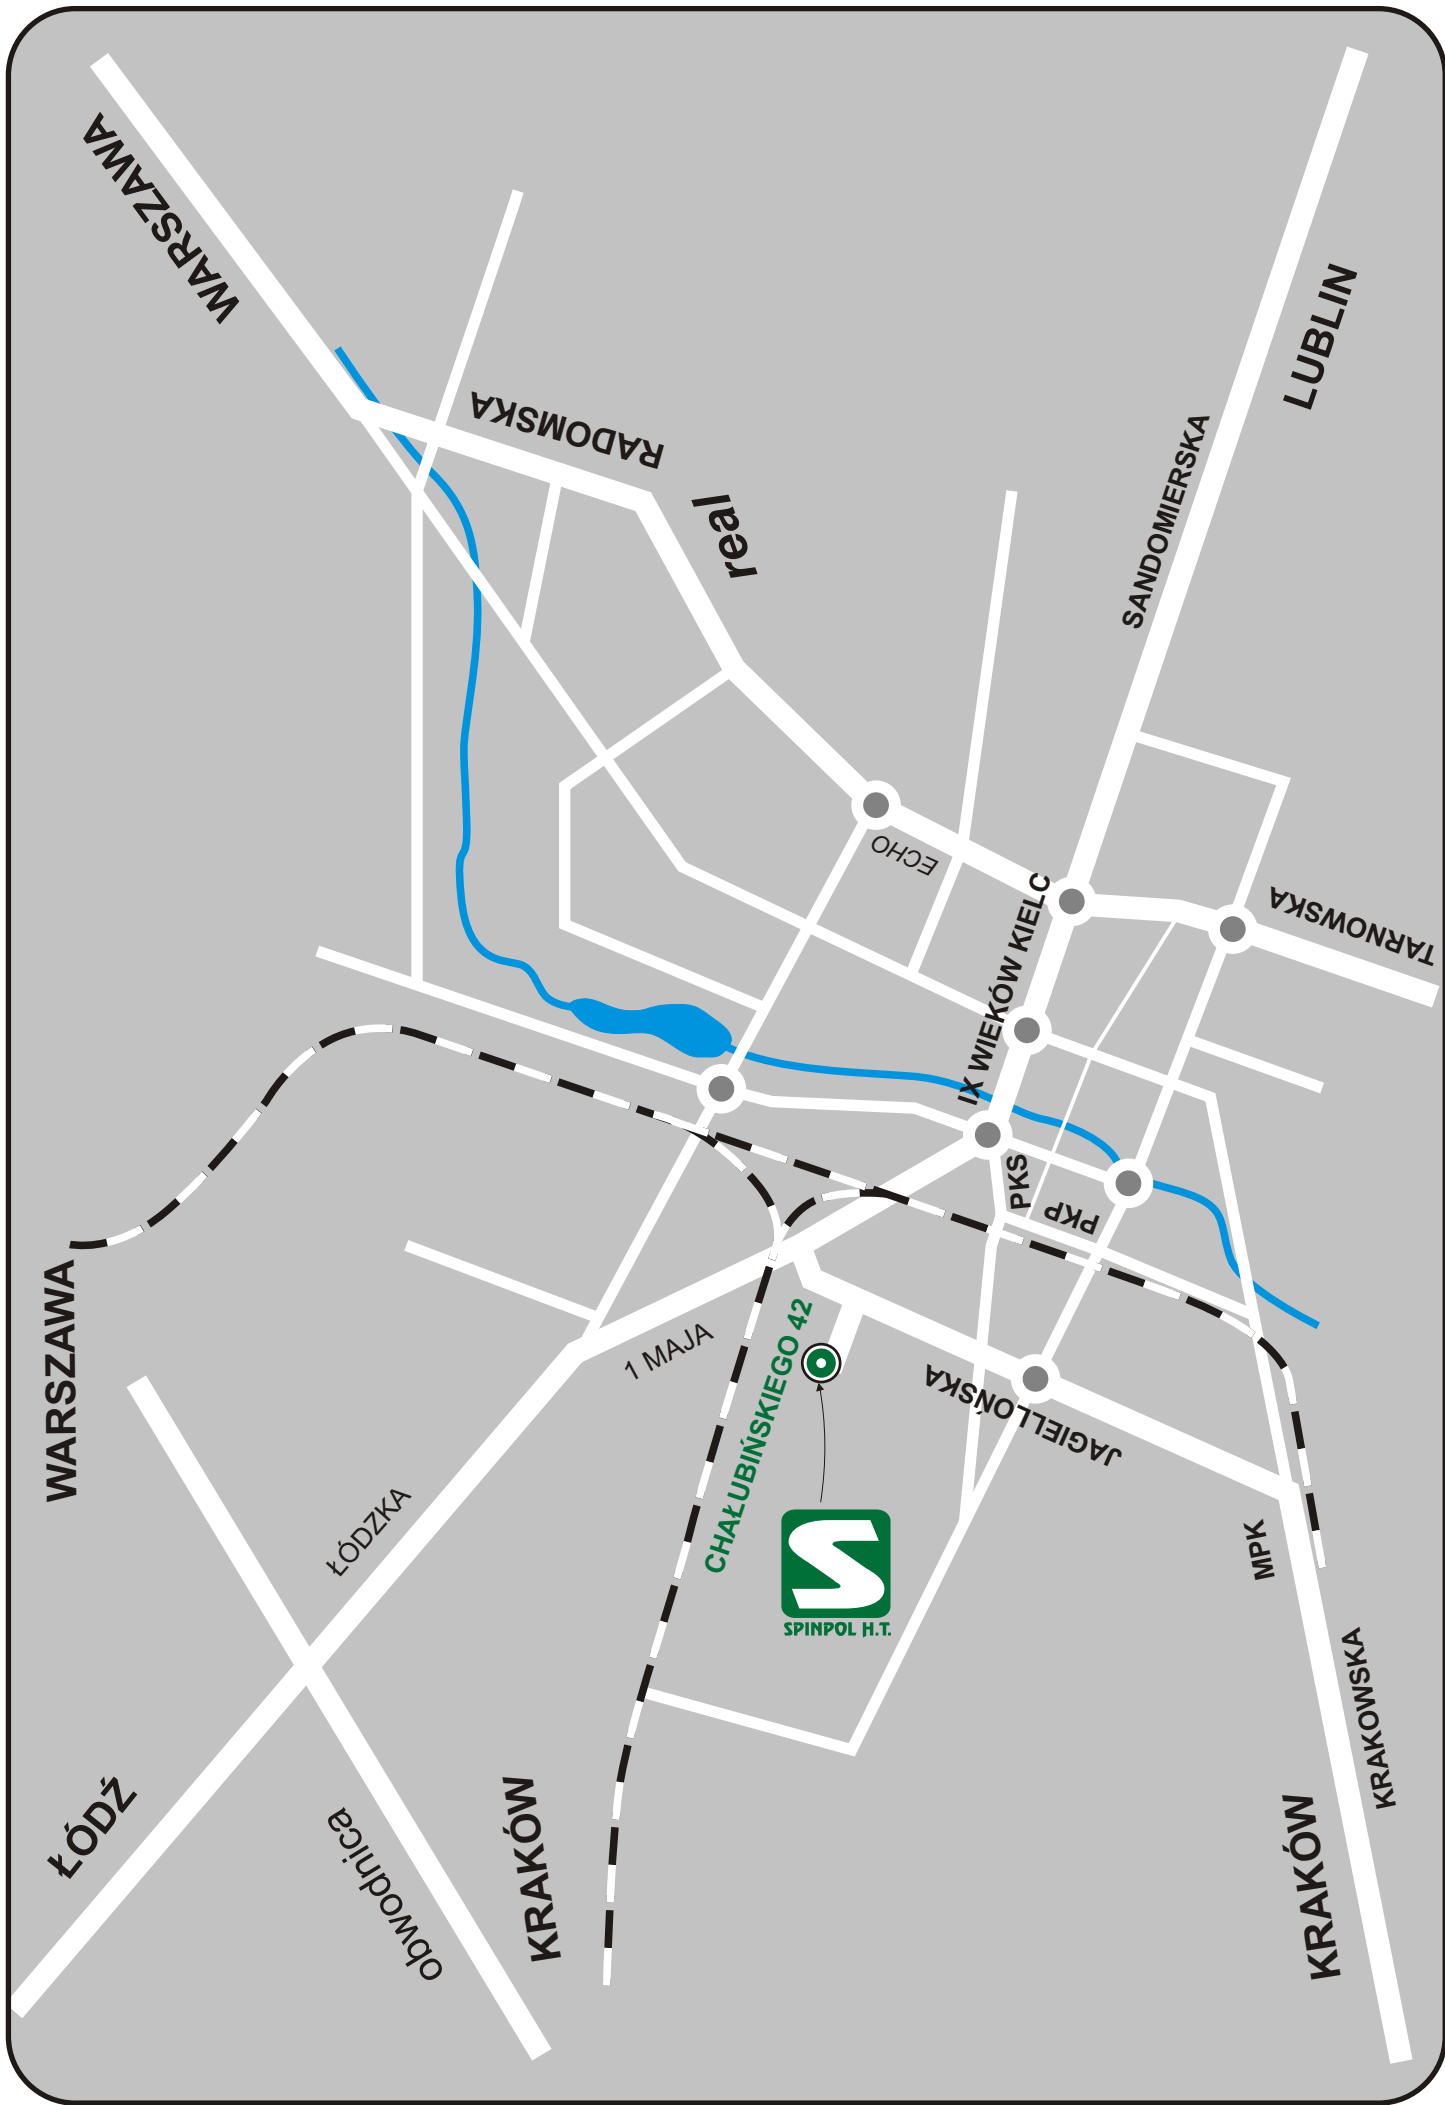 WARSZAWA
LUBLIN
RADOMSKA
SANDOMIERSKA
real
ECHO
IX WIEKÓW KIELC
TARNOWSKA
PKS
PKP
WARSZAWA
1 MAJA
CHAŁUBIŃSKIEGO 42
JAGIELLOŃSKA
ŁÓDZKA
MPK
SPINPOL H.T.
KRAKOWSKA
ŁÓDŹ
obwodnica
KRAKÓW
KRAKÓW